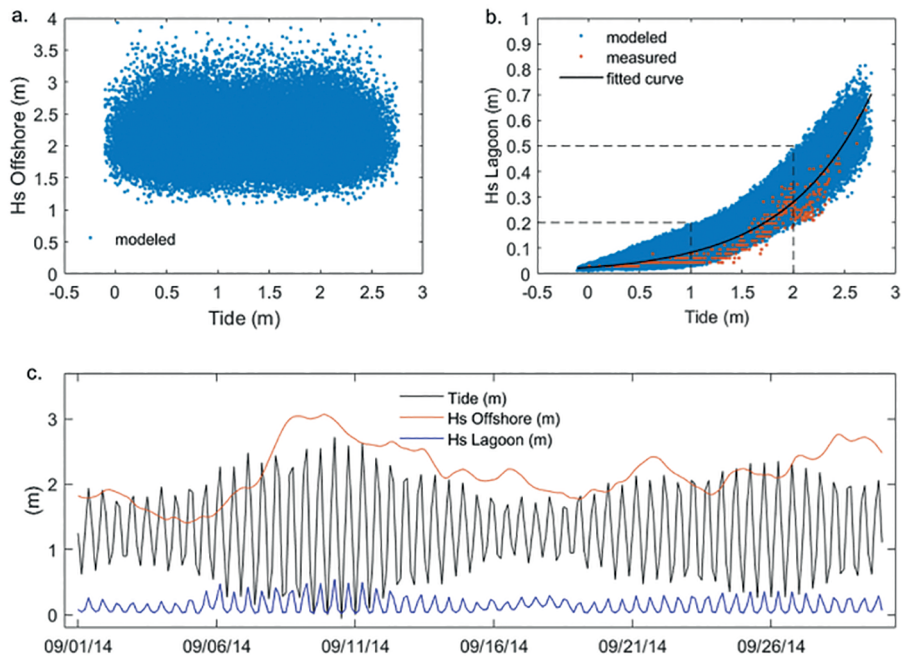 a.
4
3.5
3
2.5
2
1.5
1
0.5
0
Hs Offshore (m)
modeled
-0.5 0 0.5 1 1.5 2 2.5 3
Tide (m)
b.
1
0.9
0.8
0.7
0.6
0.5
0.4
0.3
0.2
0.1
0
Hs Lagoon (m)
modeled
measured
fitted curve
-0.5 0 0.5 1 1.5 2 2.5 3
Tide (m)
c.
3
2
1
0
(m)
Tide (m)
Hs Offshore (m)
Hs Lagoon (m)
09/01/14 09/06/14 09/11/14 09/16/14 09/21/14 09/26/14